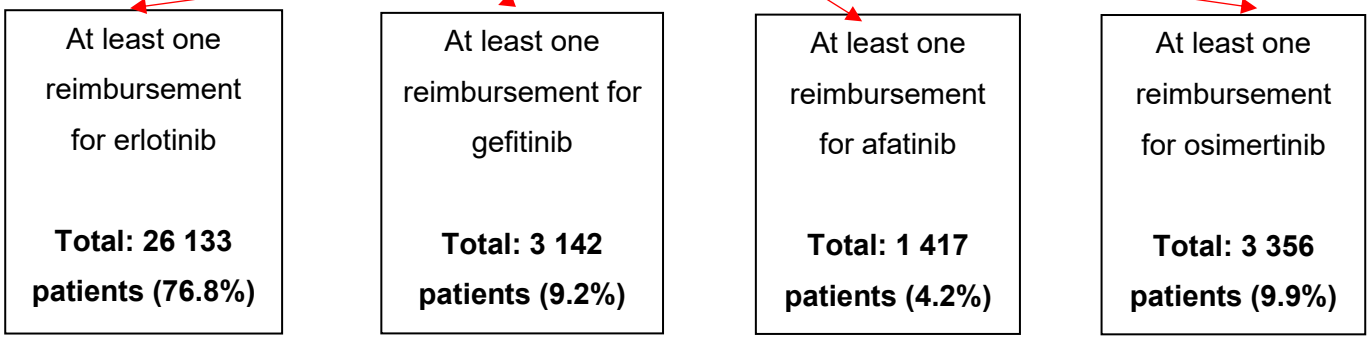 At least one
reimbursement
for erlotinib
Total: 26 133
patients (76.8%)
At least one
reimbursement for
gefitinib
Total: 3 142
patients (9.2%)
At least one
reimbursement
for afatinib
Total: 1 417
patients (4.2%)
At least one
reimbursement
for osimertinib
Total: 3 356
patients (9.9%)